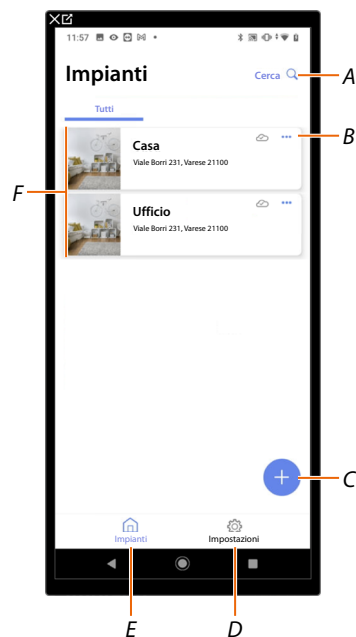 11:57
Impianti
Cerca
A
Tutti
Casa
B
Viale Borri 231, Varese 21100
F
Ufficio
Viale Borri 231, Varese 21100
+
C
Impianti
Impostazioni
E
D